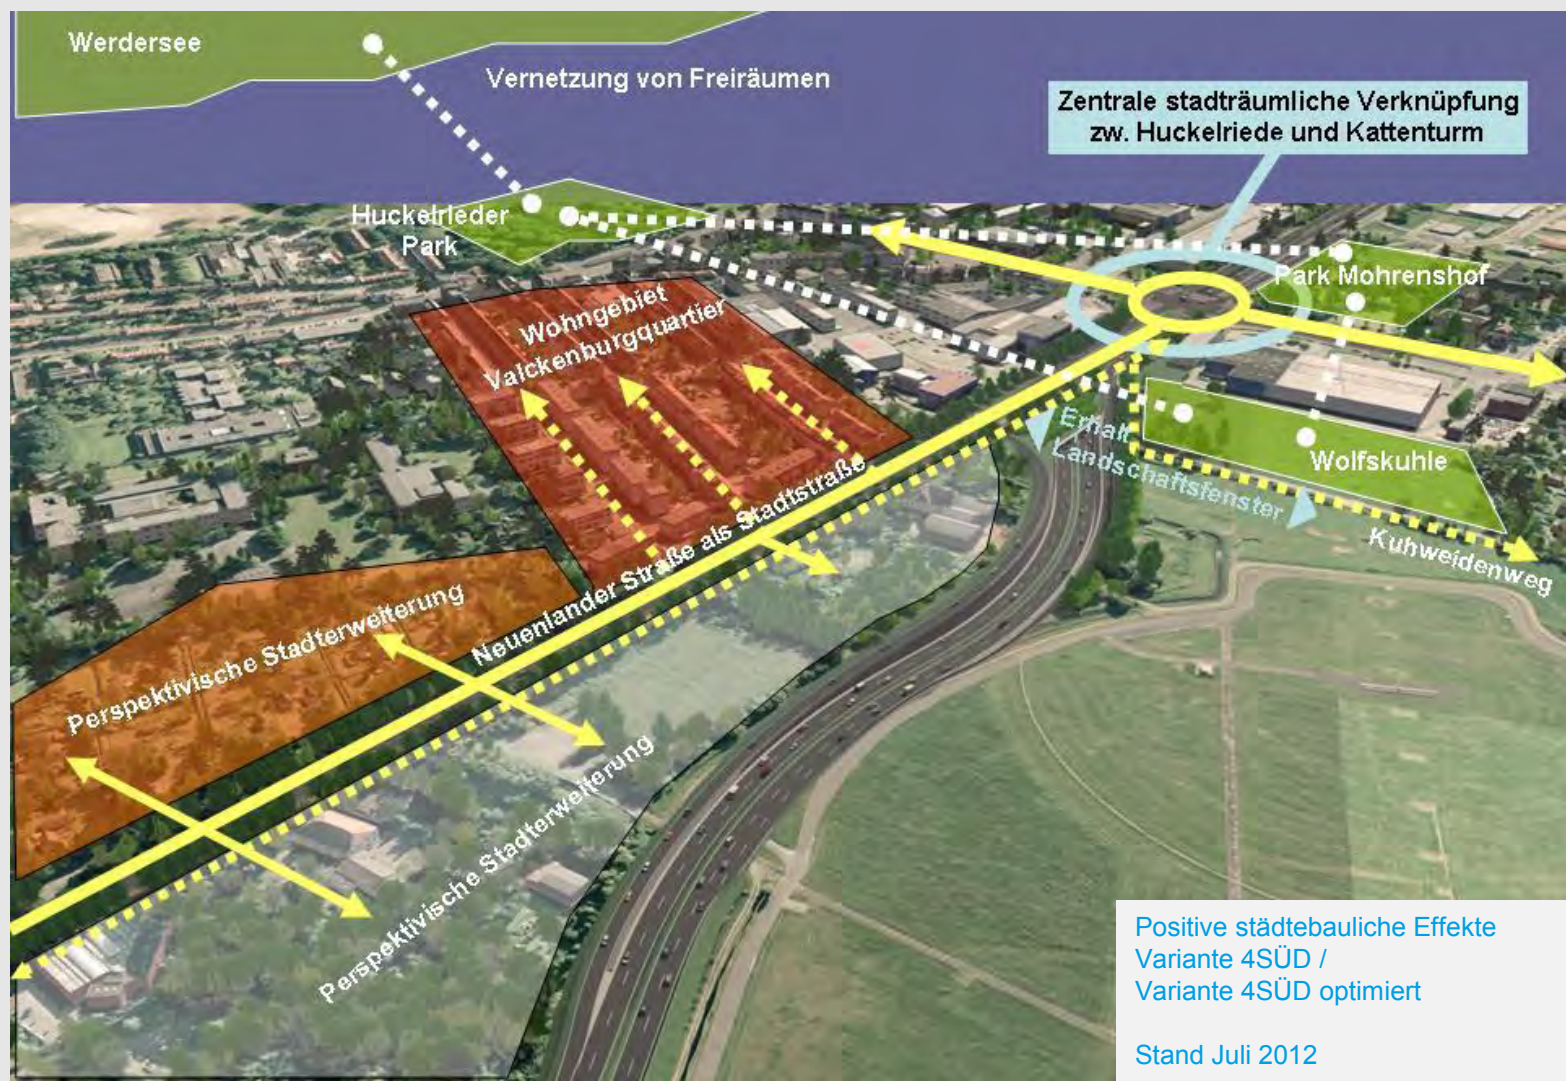 Werdersee
Vernetzung von Freiräumen
Zentrale stadträumliche Verknüpfung
zw. Huckelriede und Kattenturm
Huckelrieder
Park
Park Mohrenshof
Wohngebiet
Valckenburgquartier
Erhalt
Landschaftsfenster
Wolfskuhle
Kuhweidenweg
Neuenlander Straße als Stadtstraße
Perspektivische Stadterweiterung
Perspektivische Stadterweiterung
Positive städtebauliche Effekte
Variante 4SÜD /
Variante 4SÜD optimiert
Stand Juli 2012